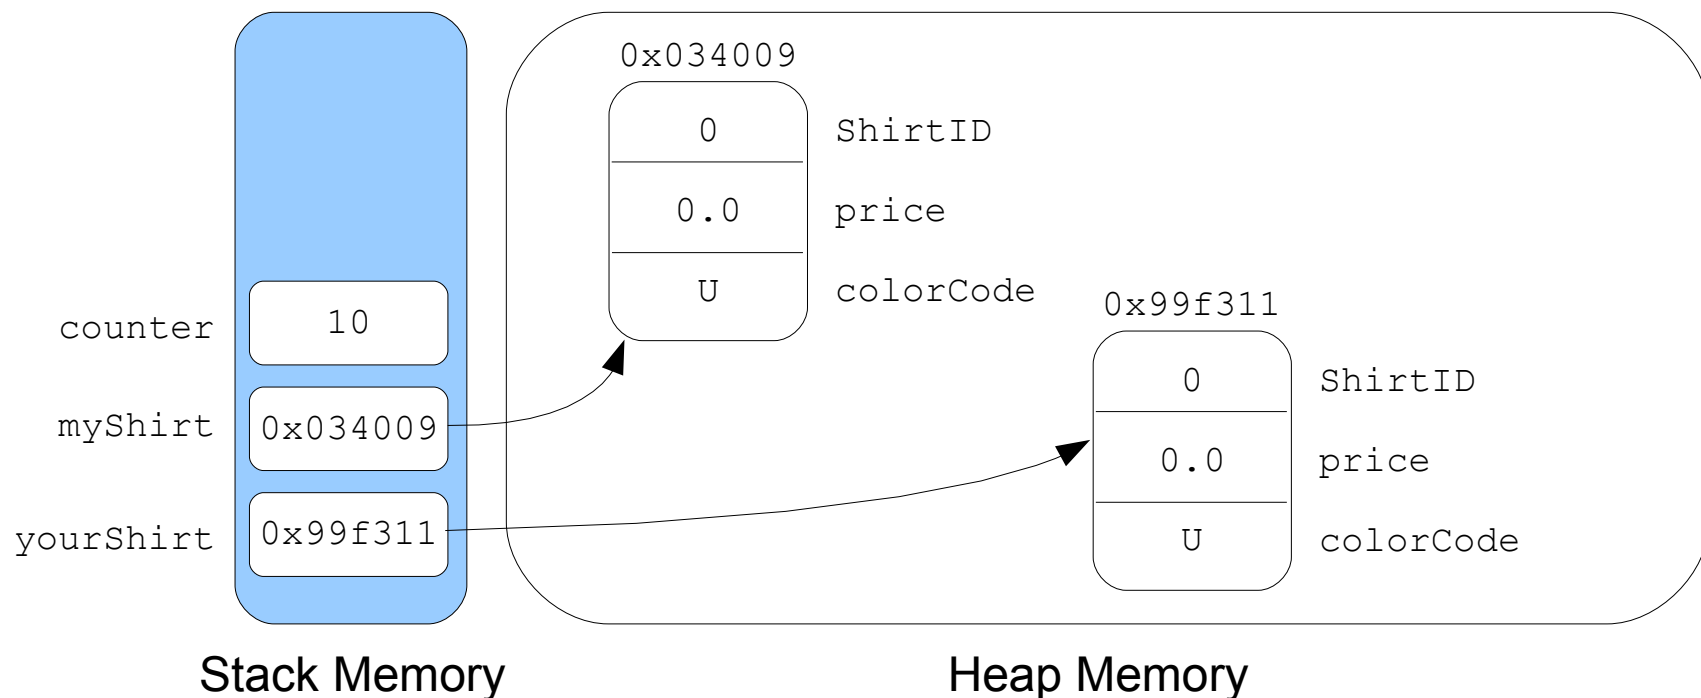 0x034009
0 ShirtID
0.0 price
U colorCode
0x99f311
counter 10
0 ShirtID
myShirt 0x034009
0.0 price
yourShirt 0x99f311
U colorCode
Stack Memory
Heap Memory